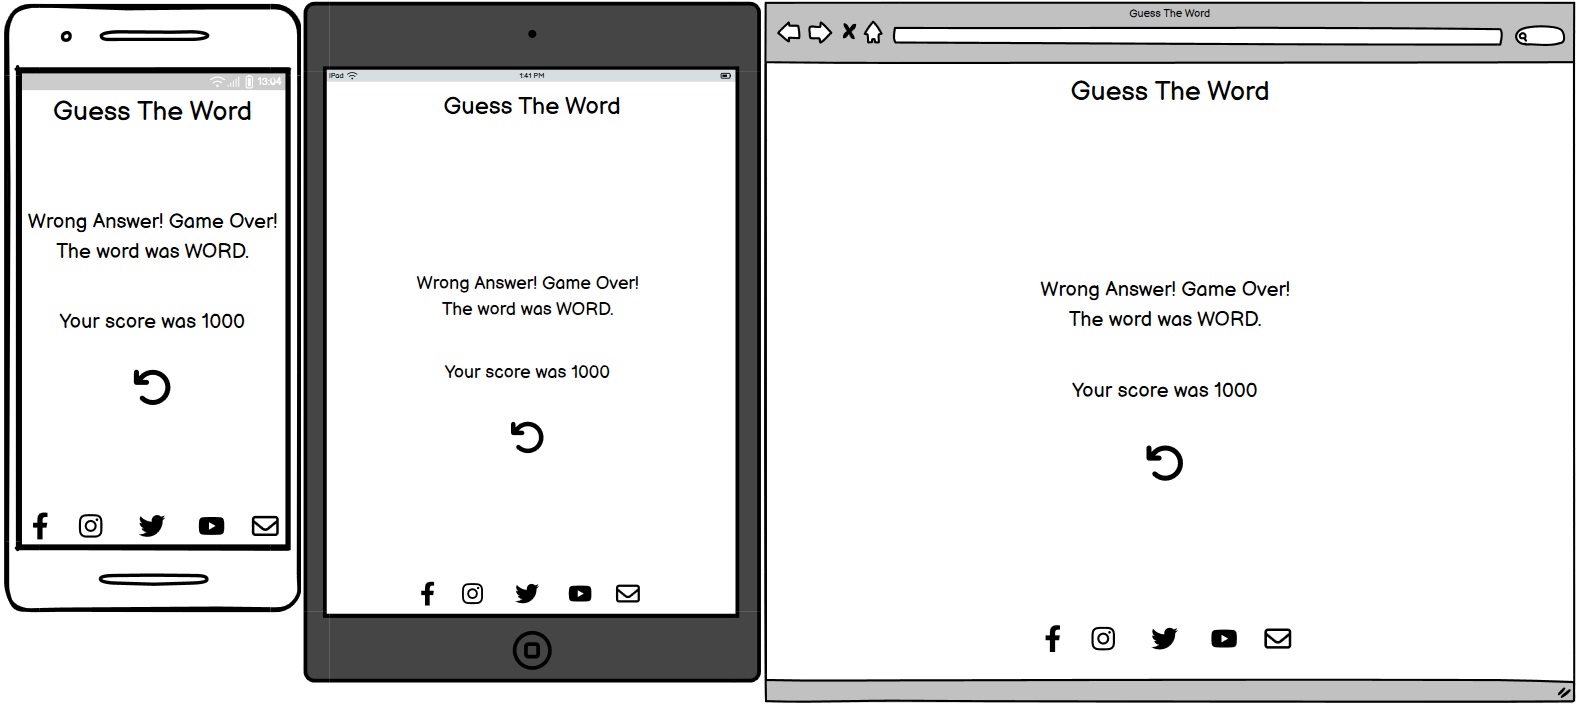 13:04
Guess The Word
Wrong Answer! Game Over!
The word was WORD.
Your score was 1000
iPad
1:41 PM
Guess The Word
Wrong Answer! Game Over!
The word was WORD.
Your score was 1000
Guess The Word
Guess The Word
Wrong Answer! Game Over!
The word was WORD.
Your score was 1000